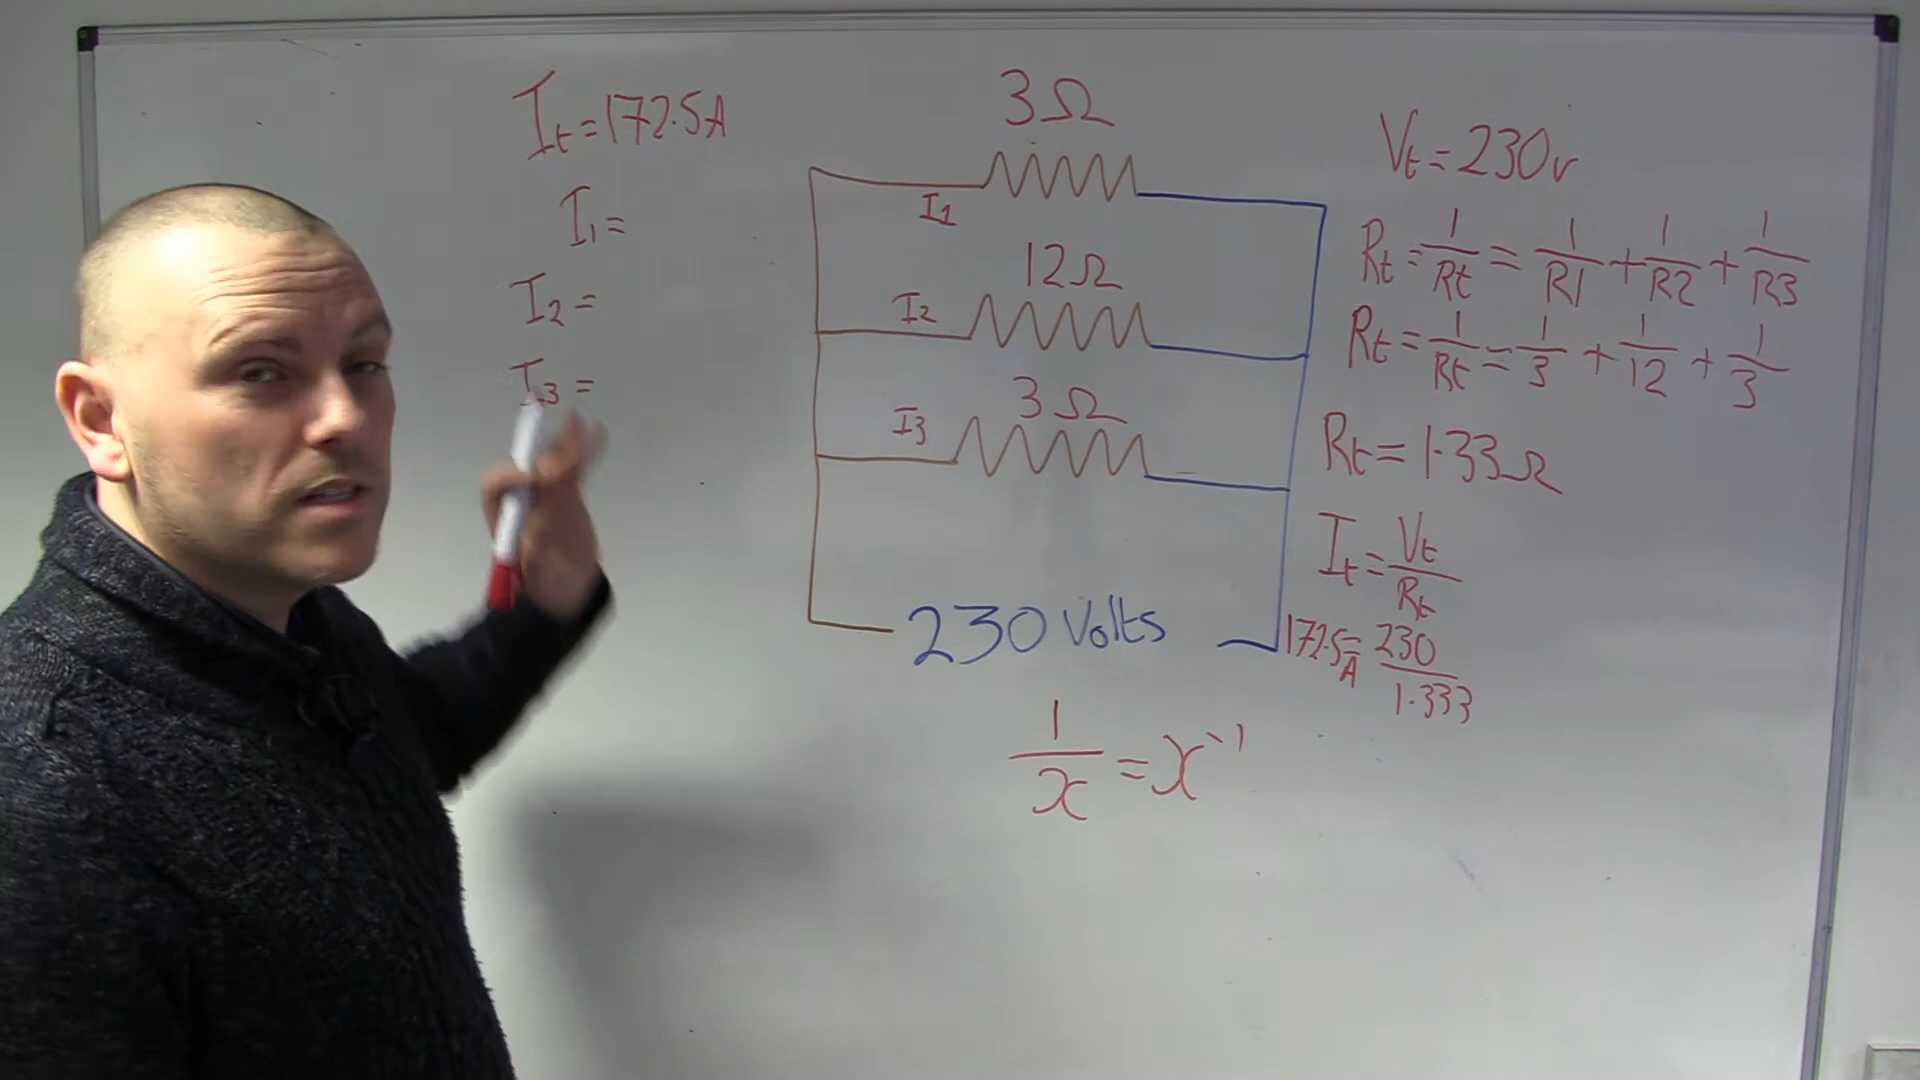 It = 172.5A
I1 =
I2 =
I3 =
3Ω
I1
12Ω
I2
3Ω
I3
230 Volts
1/x = x^-1
Vt = 230v
Rt = 1/Rt = 1/R1 + 1/R2 + 1/R3
Rt = 1/Rt = 1/3 + 1/12 + 1/3
Rt = 1.33Ω
It = Vt/Rt
172.5A = 230/1.333